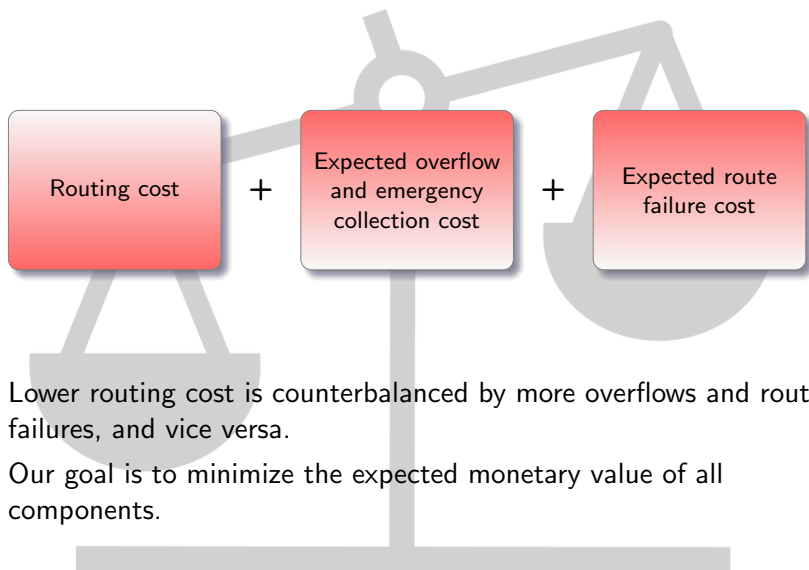 Routing cost
+
Expected overflow
and emergency
collection cost
+
Expected route
failure cost
Lower routing cost is counterbalanced by more overflows and rout
failures, and vice versa.
Our goal is to minimize the expected monetary value of all
components.